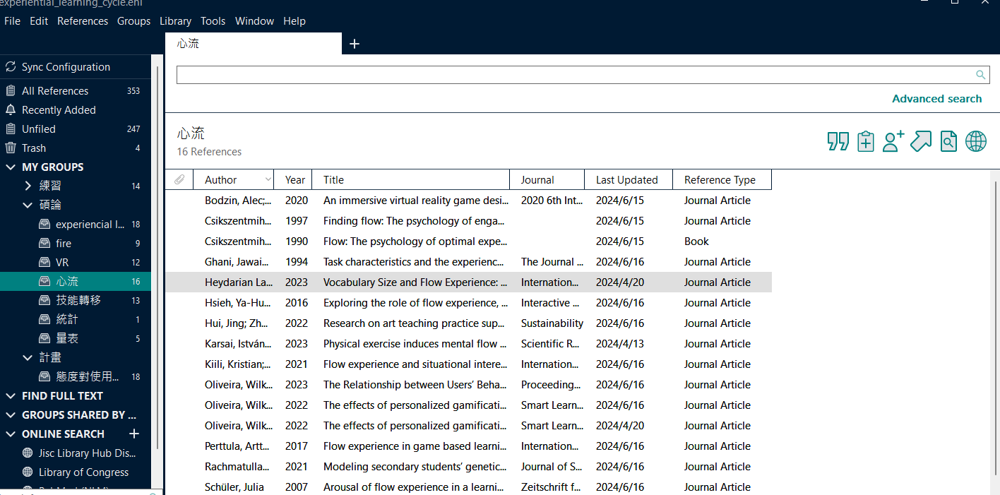 experiential_learning_cycle.enl
File Edit References Groups Library Tools Window Help
心流
Sync Configuration
All References 353
Recently Added
Unfiled 247
Trash 4
MY GROUPS
練習 14
碩論
experiencial l... 18
fire 9
VR 12
心流 16
技能轉移 13
統計 1
量表 5
計畫
態度對使用... 18
FIND FULL TEXT
GROUPS SHARED BY ...
ONLINE SEARCH +
Jisc Library Hub Dis...
Library of Congress
Advanced search
心流
16 References
Author Year Title Journal Last Updated Reference Type
Bodzin, Alec;... 2020 An immersive virtual reality game desi... 2020 6th Int... 2024/6/15 Journal Article
Csikszentmih... 1997 Finding flow: The psychology of enga... 2024/6/15 Journal Article
Csikszentmih... 1990 Flow: The psychology of optimal expe... 2024/6/15 Book
Ghani, Jawai... 1994 Task characteristics and the experienc... The Journal ... 2024/6/16 Journal Article
Heydarian La... 2023 Vocabulary Size and Flow Experience: ... Internation... 2024/4/20 Journal Article
Hsieh, Ya-Hu... 2016 Exploring the role of flow experience, ... Interactive ... 2024/6/16 Journal Article
Hui, Jing; Zh... 2022 Research on art teaching practice sup... Sustainability 2024/6/16 Journal Article
Karsai, István... 2023 Physical exercise induces mental flow ... Scientific R... 2024/4/13 Journal Article
Kiili, Kristian;... 2021 Flow experience and situational intere... Internation... 2024/6/16 Journal Article
Oliveira, Wilk... 2023 The Relationship between Users’ Beha... Proceeding... 2024/6/16 Journal Article
Oliveira, Wilk... 2022 The effects of personalized gamificati... Smart Learn... 2024/6/16 Journal Article
Oliveira, Wilk... 2022 The effects of personalized gamificati... Smart Learn... 2024/4/20 Journal Article
Perttula, Artt... 2017 Flow experience in game based learni... Internation... 2024/6/16 Journal Article
Rachmatulla... 2021 Modeling secondary students’ genetic... Journal of S... 2024/6/16 Journal Article
Schüler, Julia 2007 Arousal of flow experience in a learni... Zeitschrift f... 2024/6/16 Journal Article